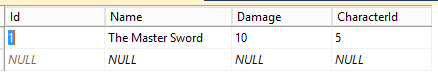 Id Name Damage CharacterId
1 The Master Sword 10 5
NULL NULL NULL NULL